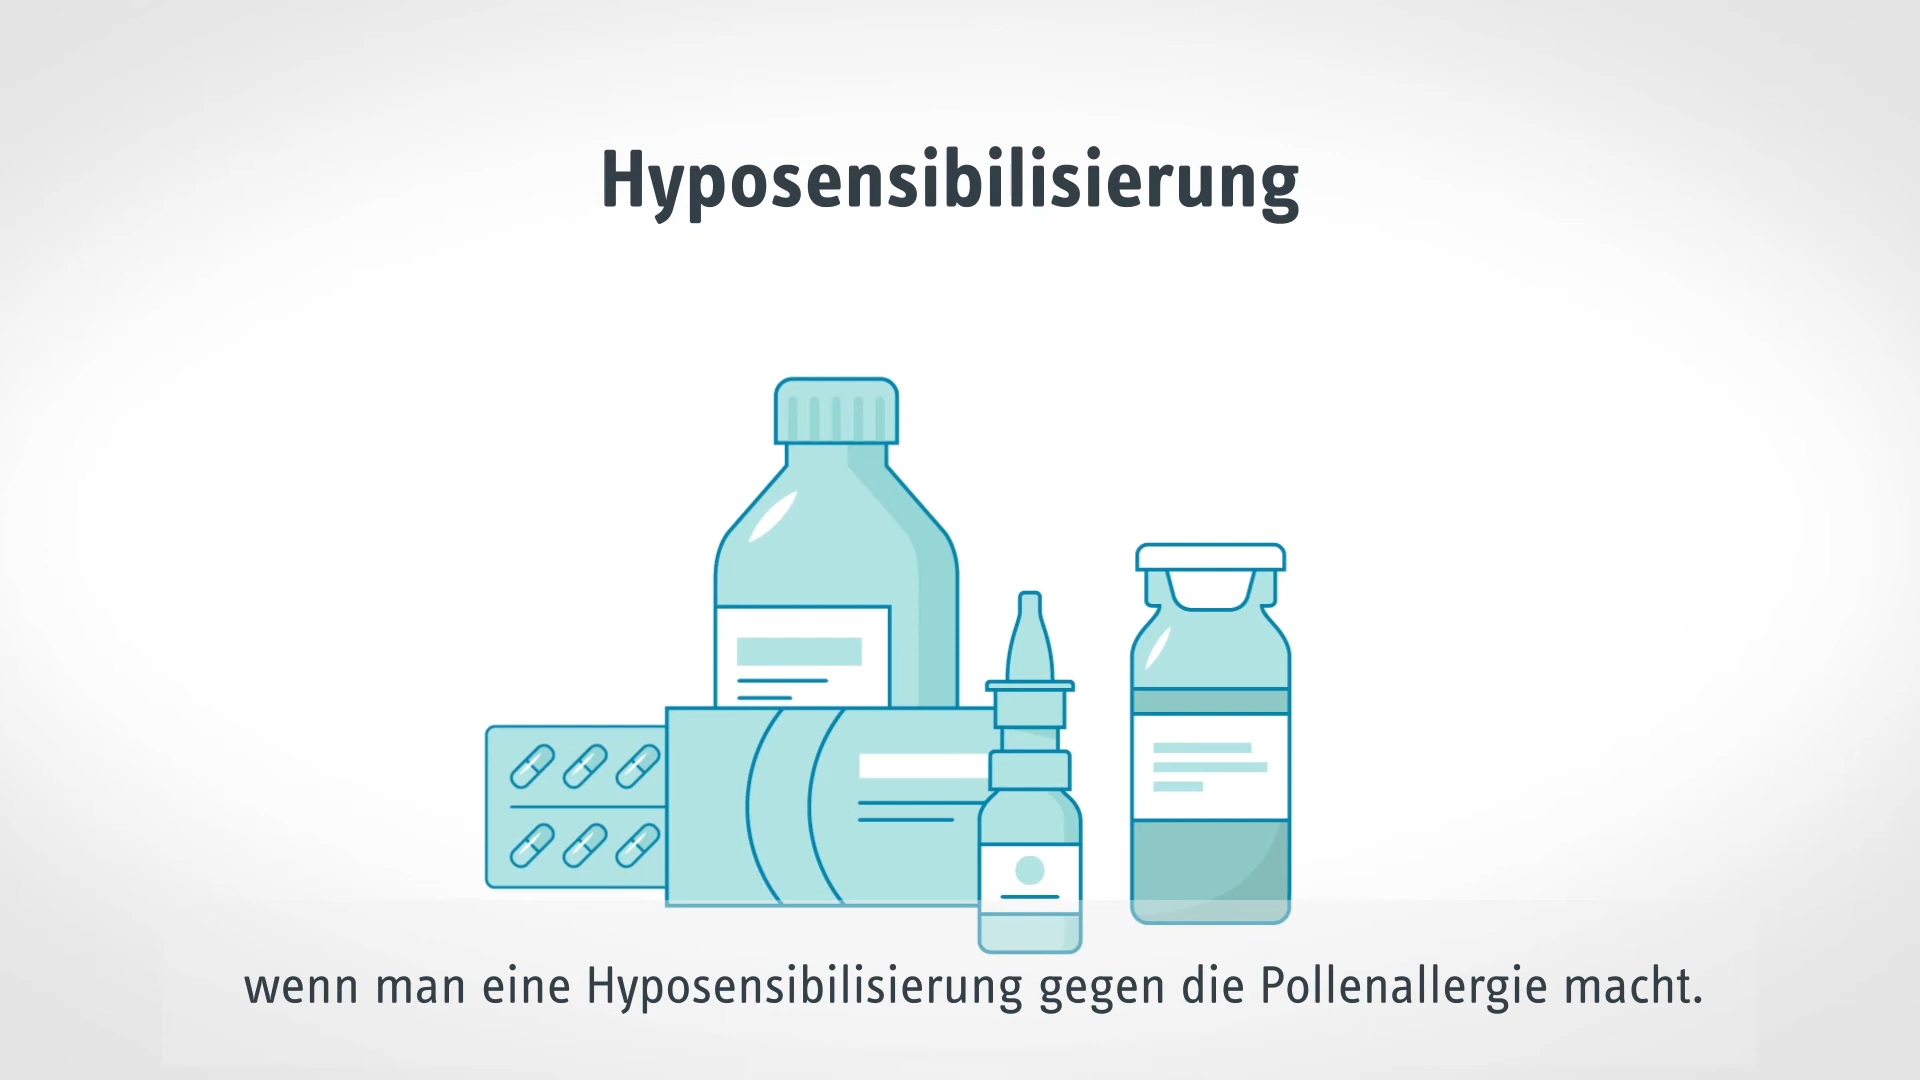 Hyposensibilisierung
wenn man eine Hyposensibilisierung gegen die Pollenallergie macht.